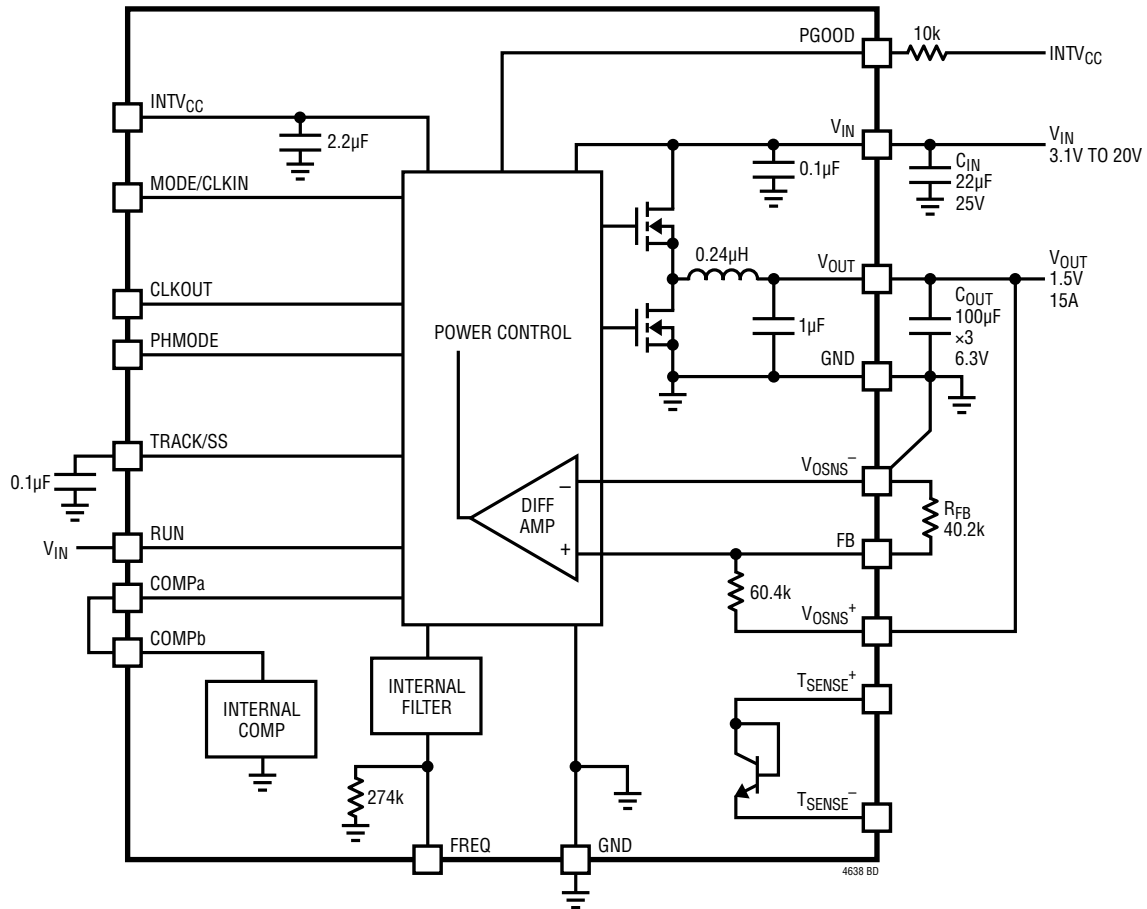 PGOOD
10k
INTVCC
INTVCC
2.2µF
VIN
VIN
3.1V TO 20V
0.1µF
CIN
22µF
25V
MODE/CLKIN
0.24µH
VOUT
VOUT
1.5V
15A
CLKOUT
COUT
100µF
×3
6.3V
1µF
POWER CONTROL
PHMODE
GND
TRACK/SS
0.1µF
VOSNS–
–
DIFF
AMP
+
RFB
40.2k
VIN
RUN
FB
COMPa
60.4k
VOSNS+
COMPb
TSENSE+
INTERNAL
FILTER
INTERNAL
COMP
274k
TSENSE–
FREQ
GND
4638 BD